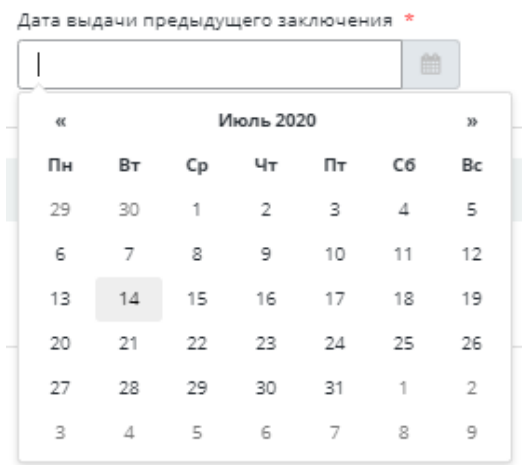 Дата выдачи предыдущего заключения *
« Июль 2020 »
Пн Вт Ср Чт Пт Сб Вс
29 30 1 2 3 4 5
6 7 8 9 10 11 12
13 14 15 16 17 18 19
20 21 22 23 24 25 26
27 28 29 30 31 1 2
3 4 5 6 7 8 9